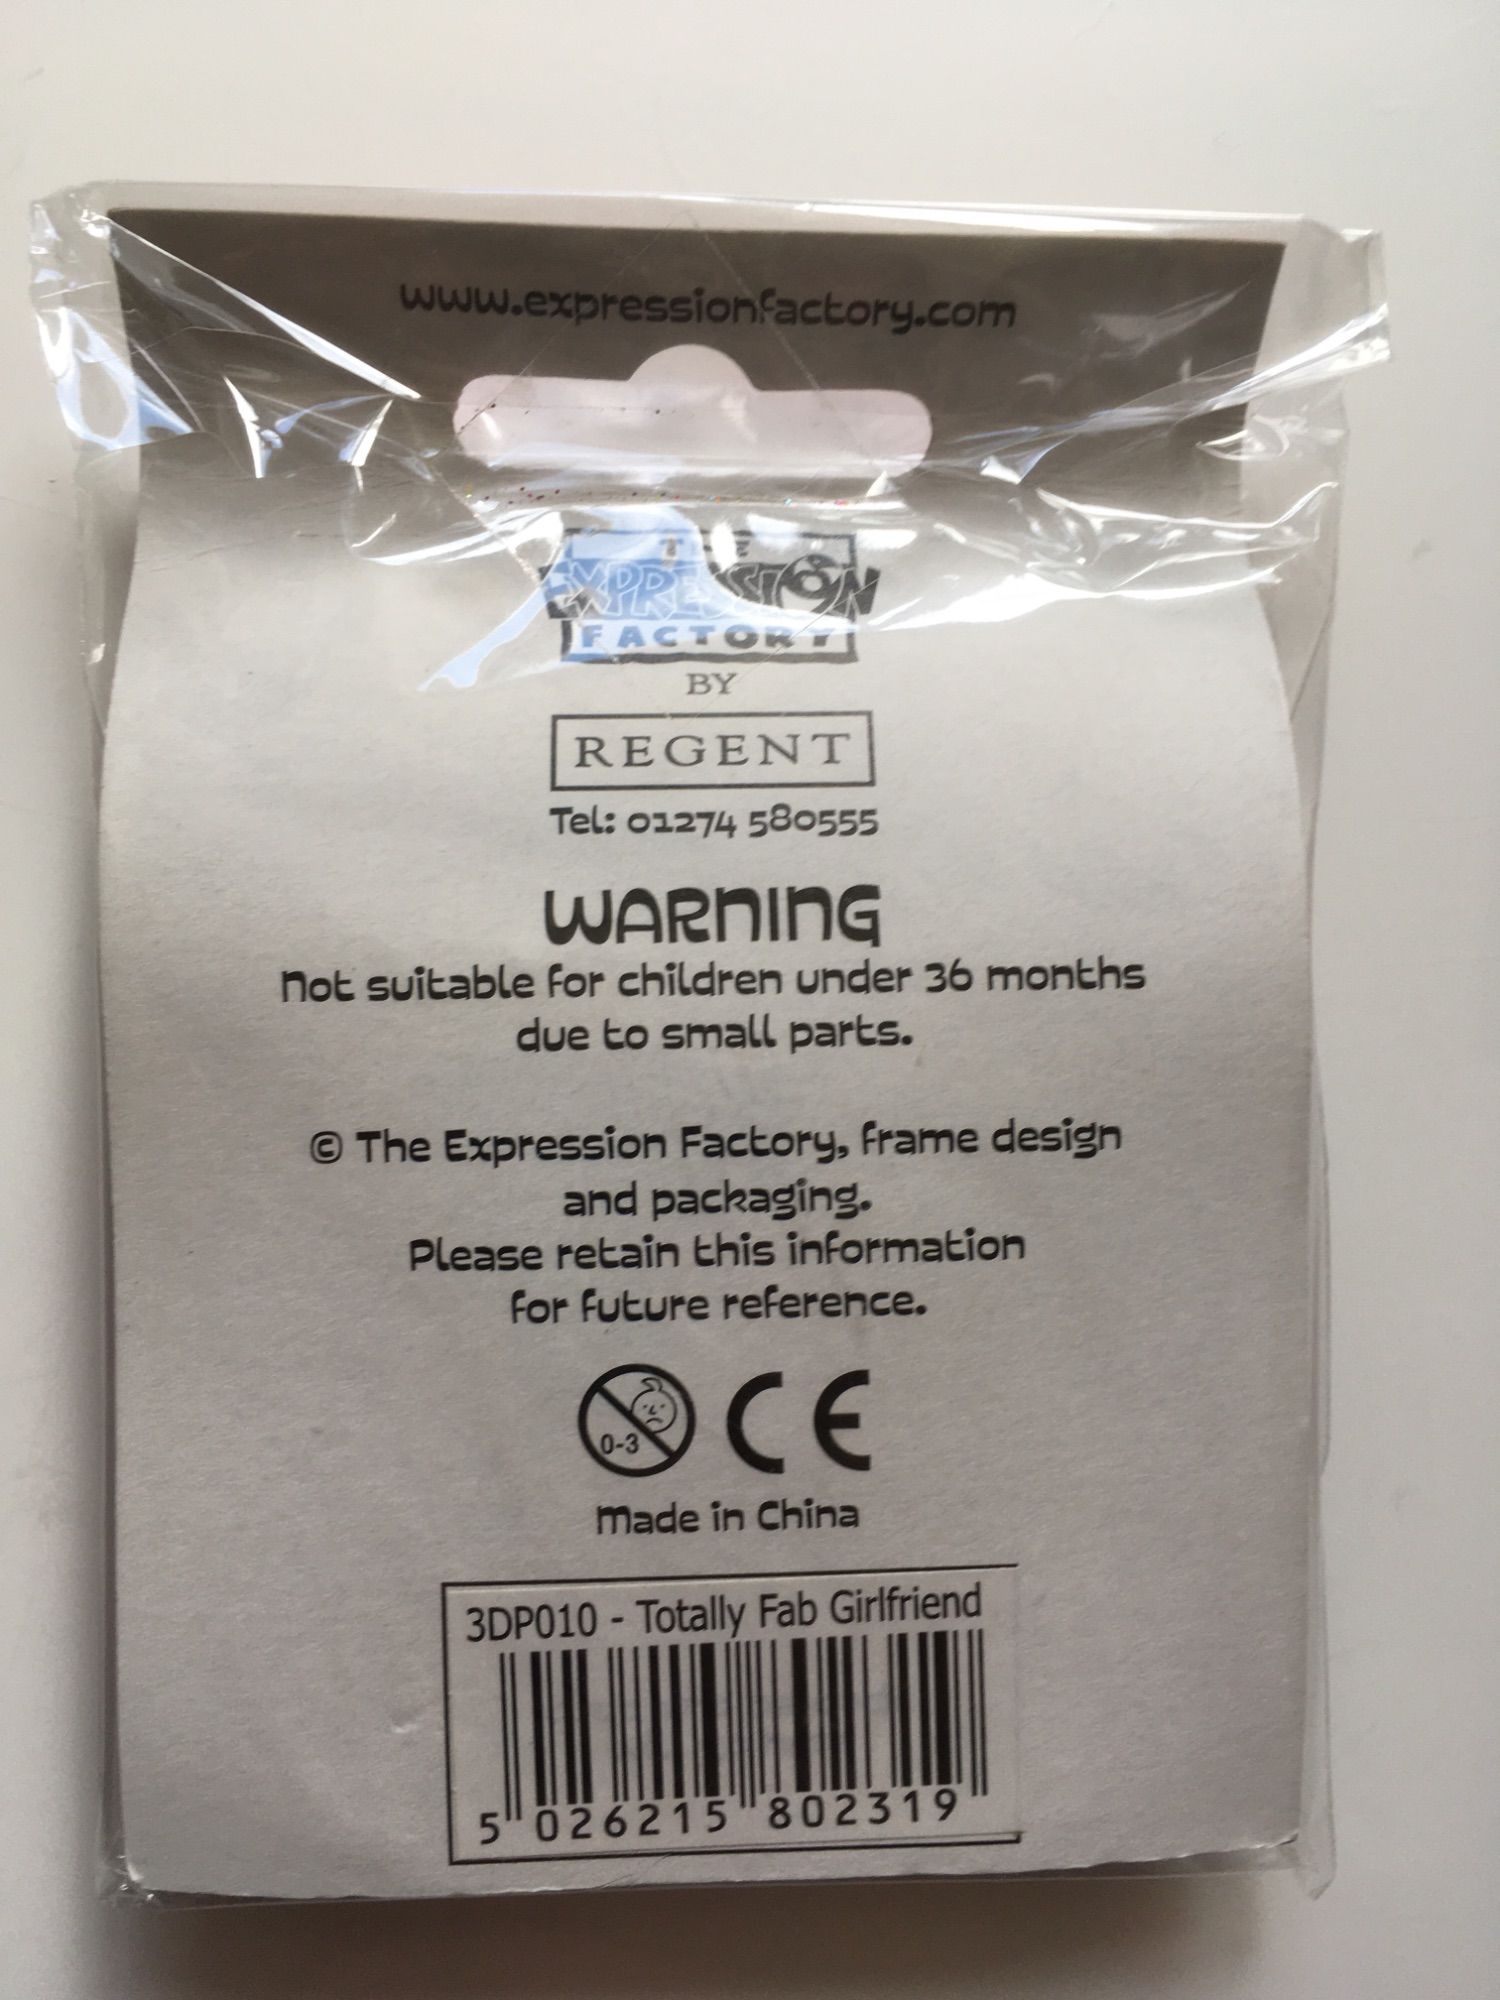 www.expressionfactory.com
THE
EXPRESSION
FACTORY
BY
REGENT
Tel: 01274 580555
WARNING
Not suitable for children under 36 months
due to small parts.
© The Expression Factory, frame design
and packaging.
Please retain this information
for future reference.
0-3
CE
Made in China
3DP010 - Totally Fab Girlfriend
5 026215 802319